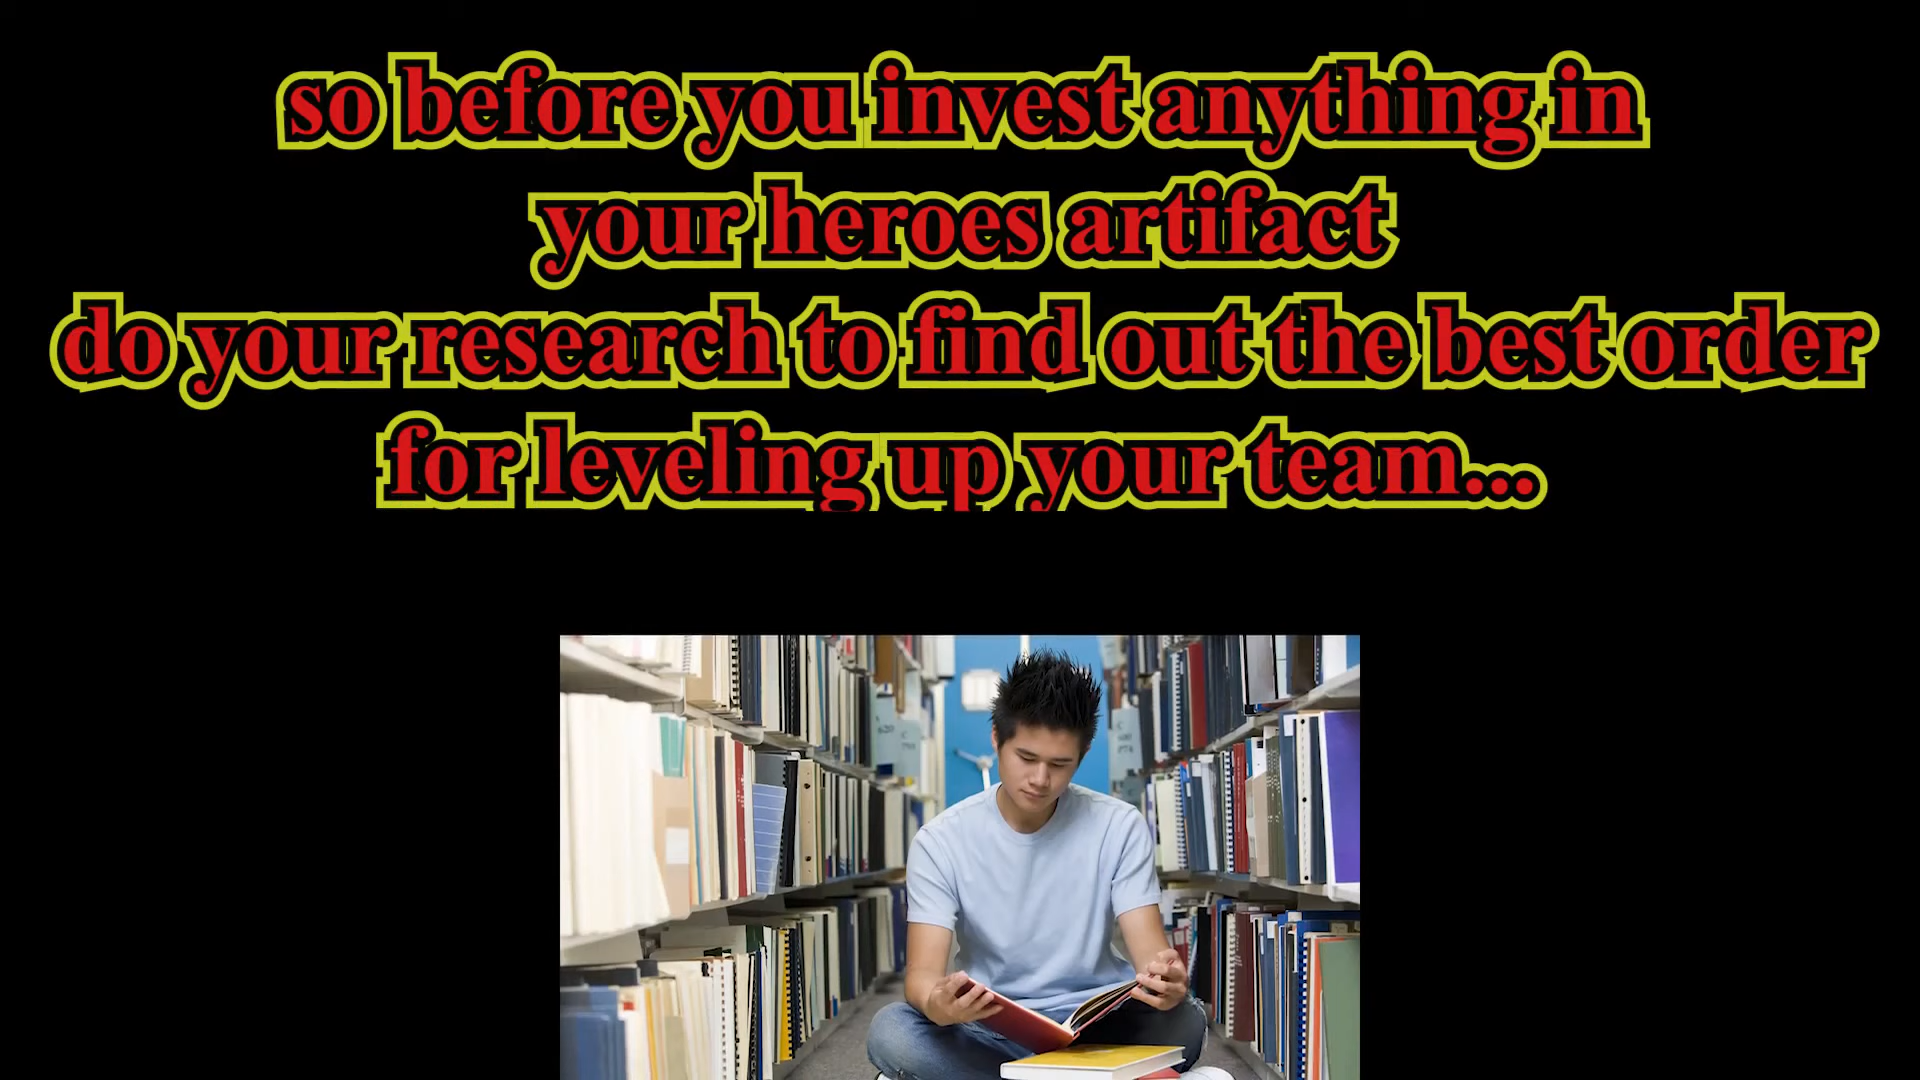 so before you invest anything in
your heroes artifact
do your research to find out the best order
for leveling up your team...